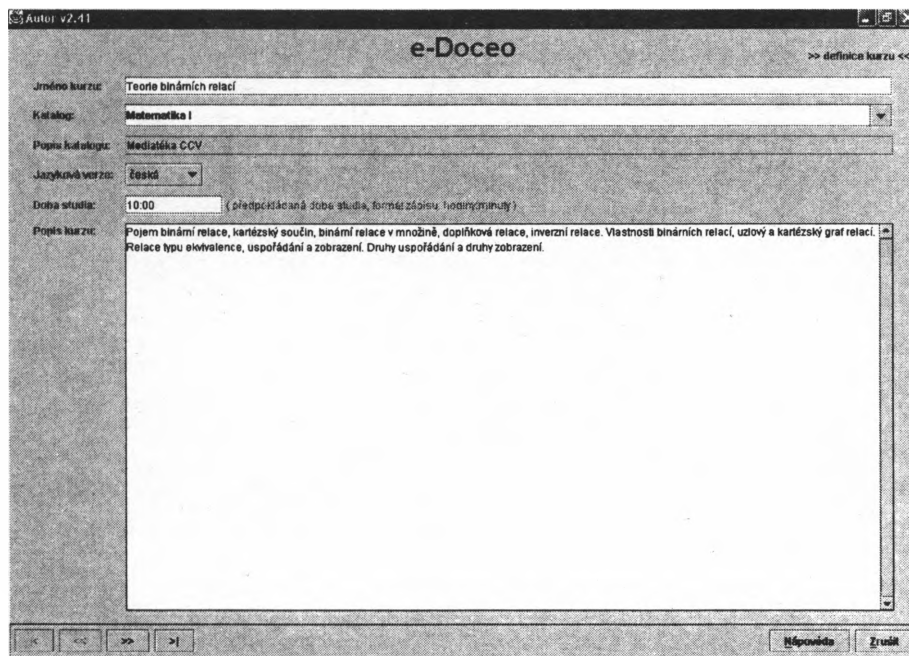 Autor v2.41
e-Doceo
>> definice kurzu <<
Jméno kurzu: Teorie binárních relací
Katalog: Matematika I
Popis katalogu: Mediatéka CCV
Jazyková verze: česká
Doba studia: 10:00 (předpokládaná doba studia, formát zápisu, hodiny:minuty)
Popis kurzu: Pojem binární relace, kartézský součin, binární relace v množině, doplňková relace, inverzní relace. Vlastnosti binárních relací, uzlový a kartézský graf relací.
Relace typu ekvivalence, uspořádání a zobrazení. Druhy uspořádání a druhy zobrazení.
< << >> >| Nápověda Zrušit